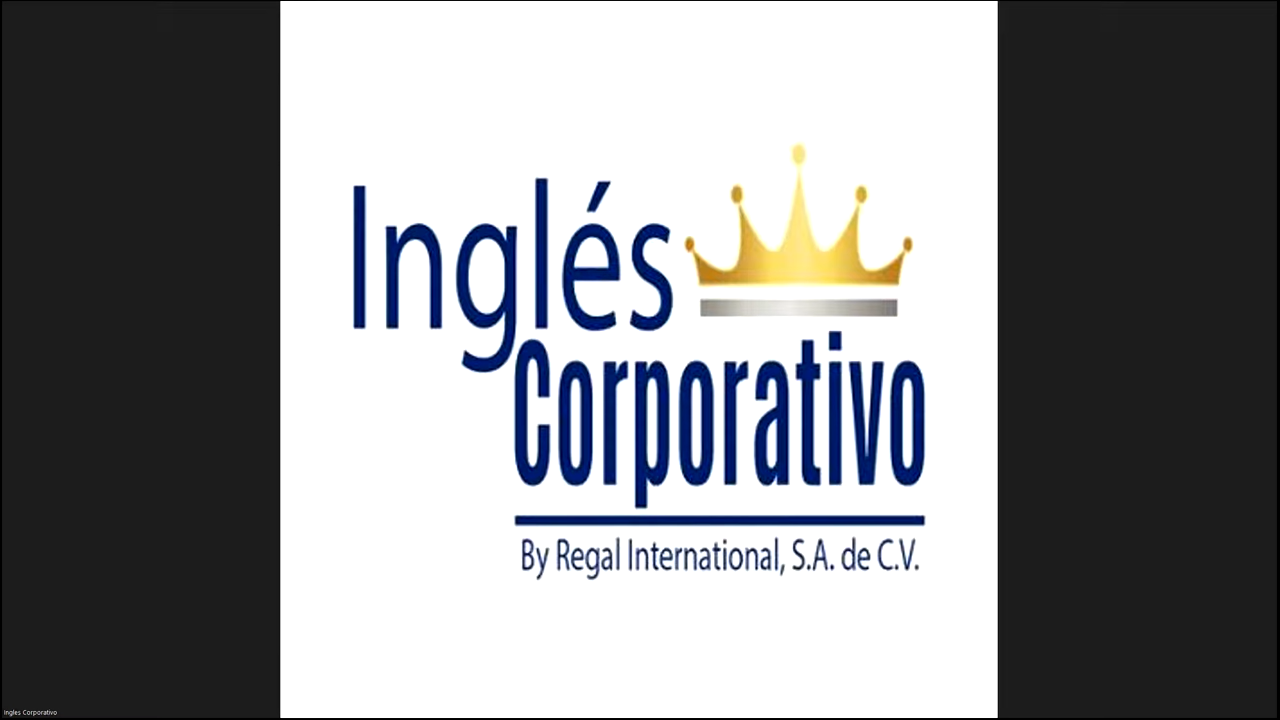 Inglés
Corporativo
By Regal International, S.A. de C.V.
Ingles Corporativo